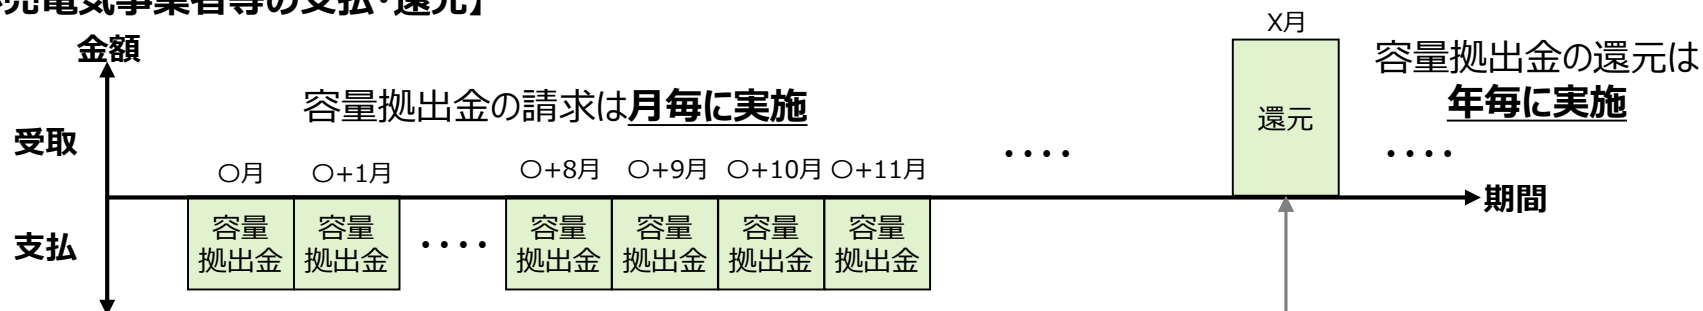 売電気事業者等の支払・還元】
金額
X月
容量拠出金の還元は
年毎に実施
容量拠出金の請求は月毎に実施
還元
受取
････
････
〇月
〇+1月
〇+8月
〇+9月
〇+10月
〇+11月
期間
支払
容量
拠出金
容量
拠出金
････
容量
拠出金
容量
拠出金
容量
拠出金
容量
拠出金